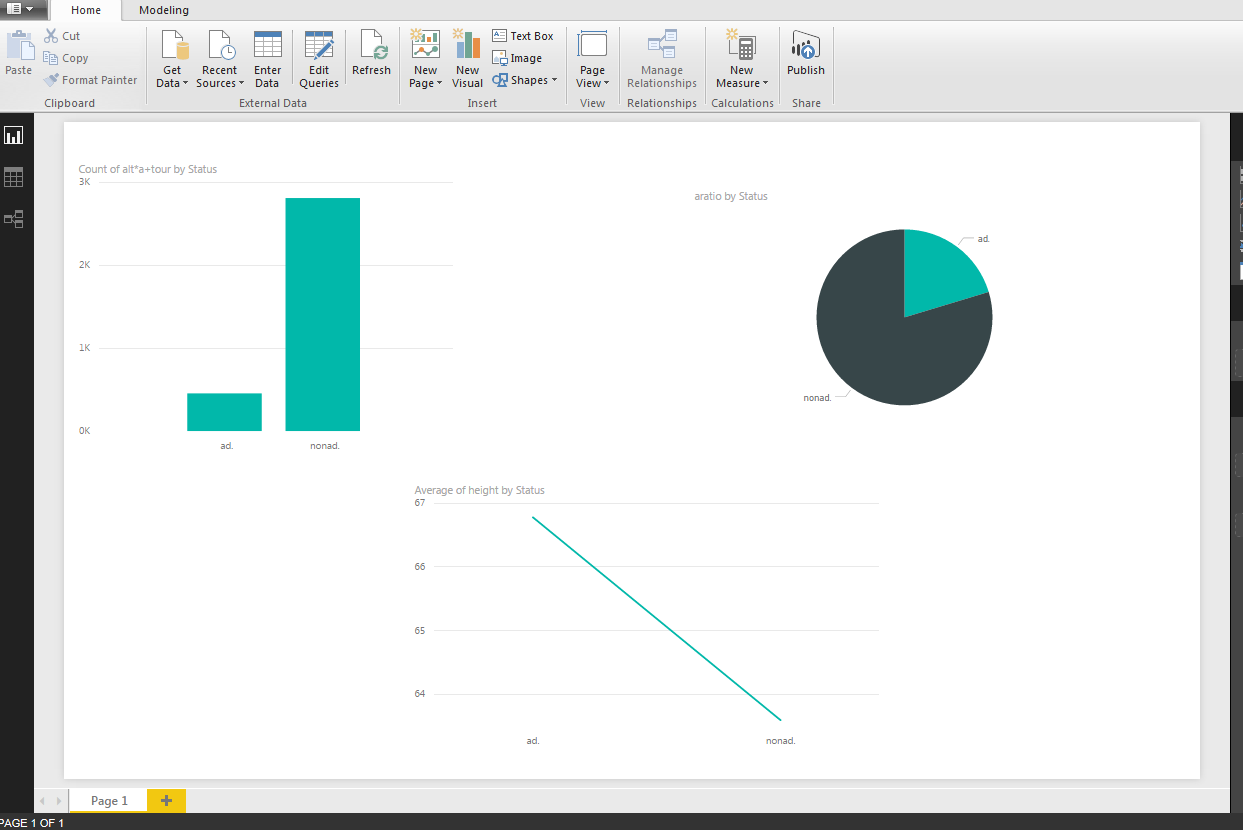 Home Modeling
Cut
Copy
Format Painter
Paste
Get Data
Recent Sources
Enter Data
Edit Queries
Refresh
New Page
New Visual
Text Box
Image
Shapes
Page View
Manage Relationships
New Measure
Publish
Clipboard External Data Insert View Relationships Calculations Share
Count of alt*a+tour by Status
3K
2K
1K
0K
ad. nonad.
aratio by Status
ad.
nonad.
Average of height by Status
67
66
65
64
ad. nonad.
Page 1
PAGE 1 OF 1